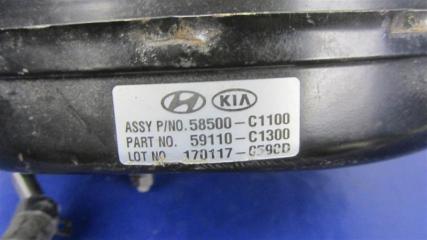 KIA
ASSY P/NO. 58500-C1100
PART NO. 59110-C1300
LOT NO. 170117-